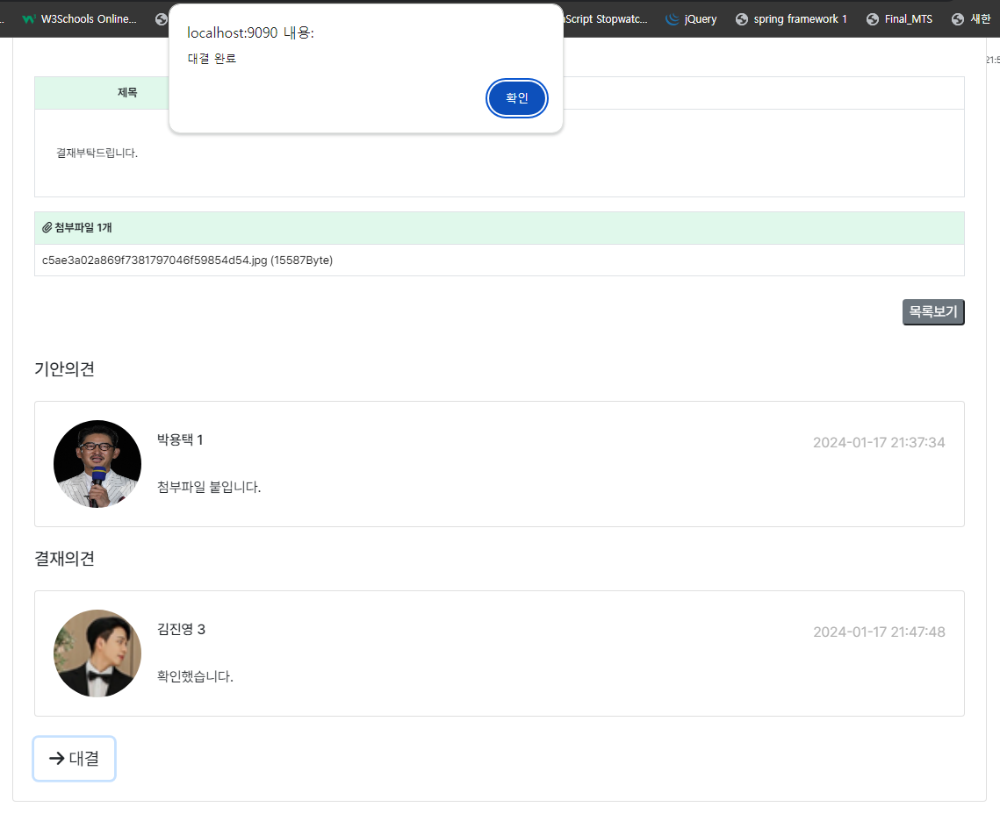 W3Schools Online...
Script Stopwatc...
jQuery
spring framework 1
Final_MTS
새한
localhost:9090 내용:
대결 완료
확인
21:5
제목
결재부탁드립니다.
첨부파일 1개
c5ae3a02a869f7381797046f59854d54.jpg (15587Byte)
목록보기
기안의견
박용택 1
2024-01-17 21:37:34
첨부파일 붙입니다.
결재의견
김진영 3
2024-01-17 21:47:48
확인했습니다.
대결